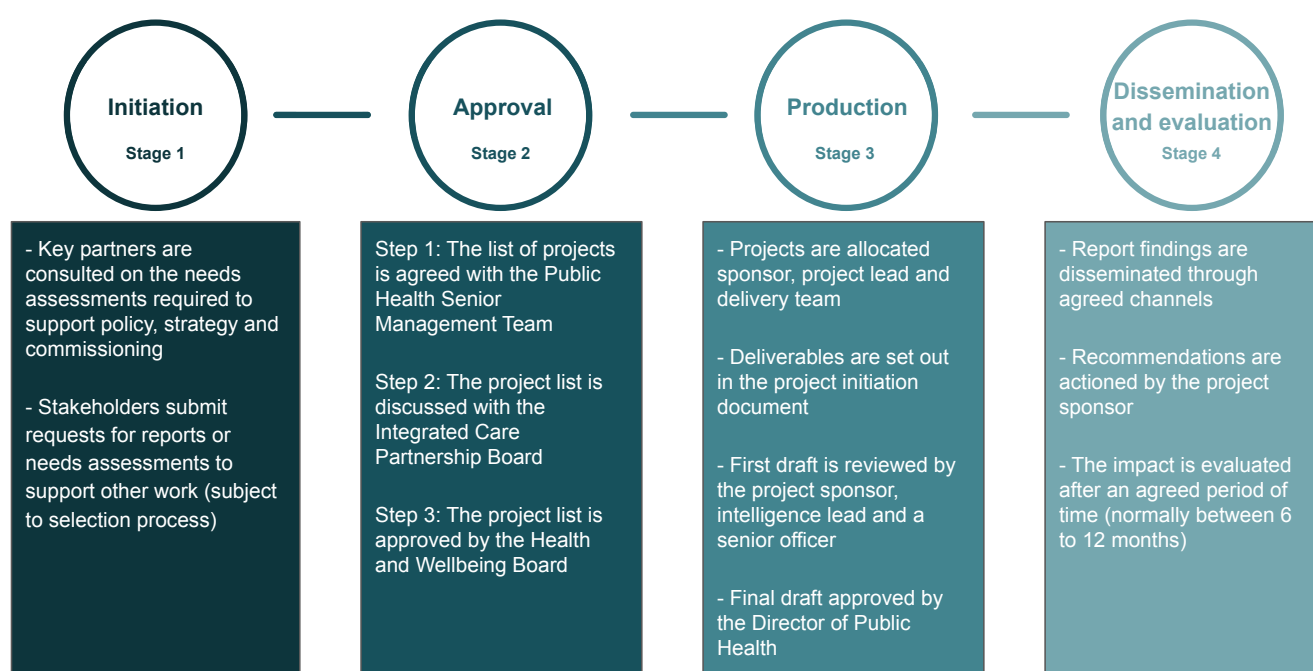 Initiation
Stage 1
Approval
Stage 2
Production
Stage 3
Dissemination
and evaluation
Stage 4
- Key partners are
consulted on the needs
assessments required to
support policy, strategy and
commissioning
- Stakeholders submit
requests for reports or
needs assessments to
support other work (subject
to selection process)
Step 1: The list of projects
is agreed with the Public
Health Senior
Management Team
Step 2: The project list is
discussed with the
Integrated Care
Partnership Board
Step 3: The project list is
approved by the Health
and Wellbeing Board
- Projects are allocated
sponsor, project lead and
delivery team
- Deliverables are set out
in the project initiation
document
- First draft is reviewed by
the project sponsor,
intelligence lead and a
senior officer
- Final draft approved by
the Director of Public
Health
- Report findings are
disseminated through
agreed channels
- Recommendations are
actioned by the project
sponsor
- The impact is evaluated
after an agreed period of
time (normally between 6
to 12 months)